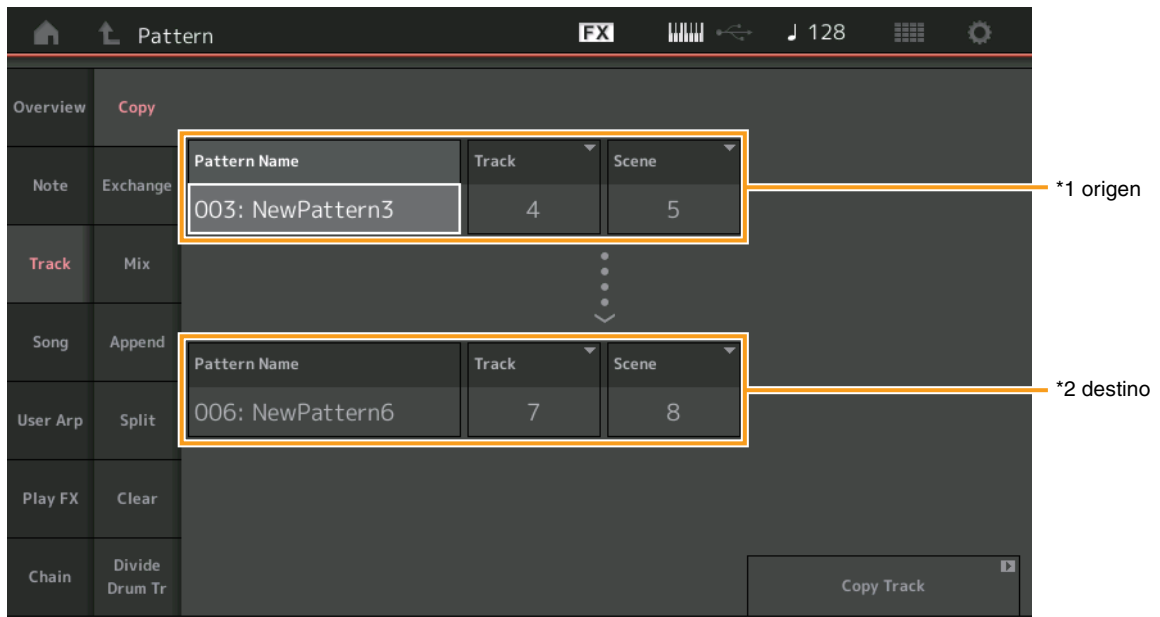 Pattern FX ♩ 128
Overview Copy
Pattern Name Track Scene
*1 origen
Note Exchange
003: NewPattern3 4 5
Track Mix
Song Append
Pattern Name Track Scene
*2 destino
User Arp Split
006: NewPattern6 7 8
Play FX Clear
Chain Divide
Drum Tr
Copy Track